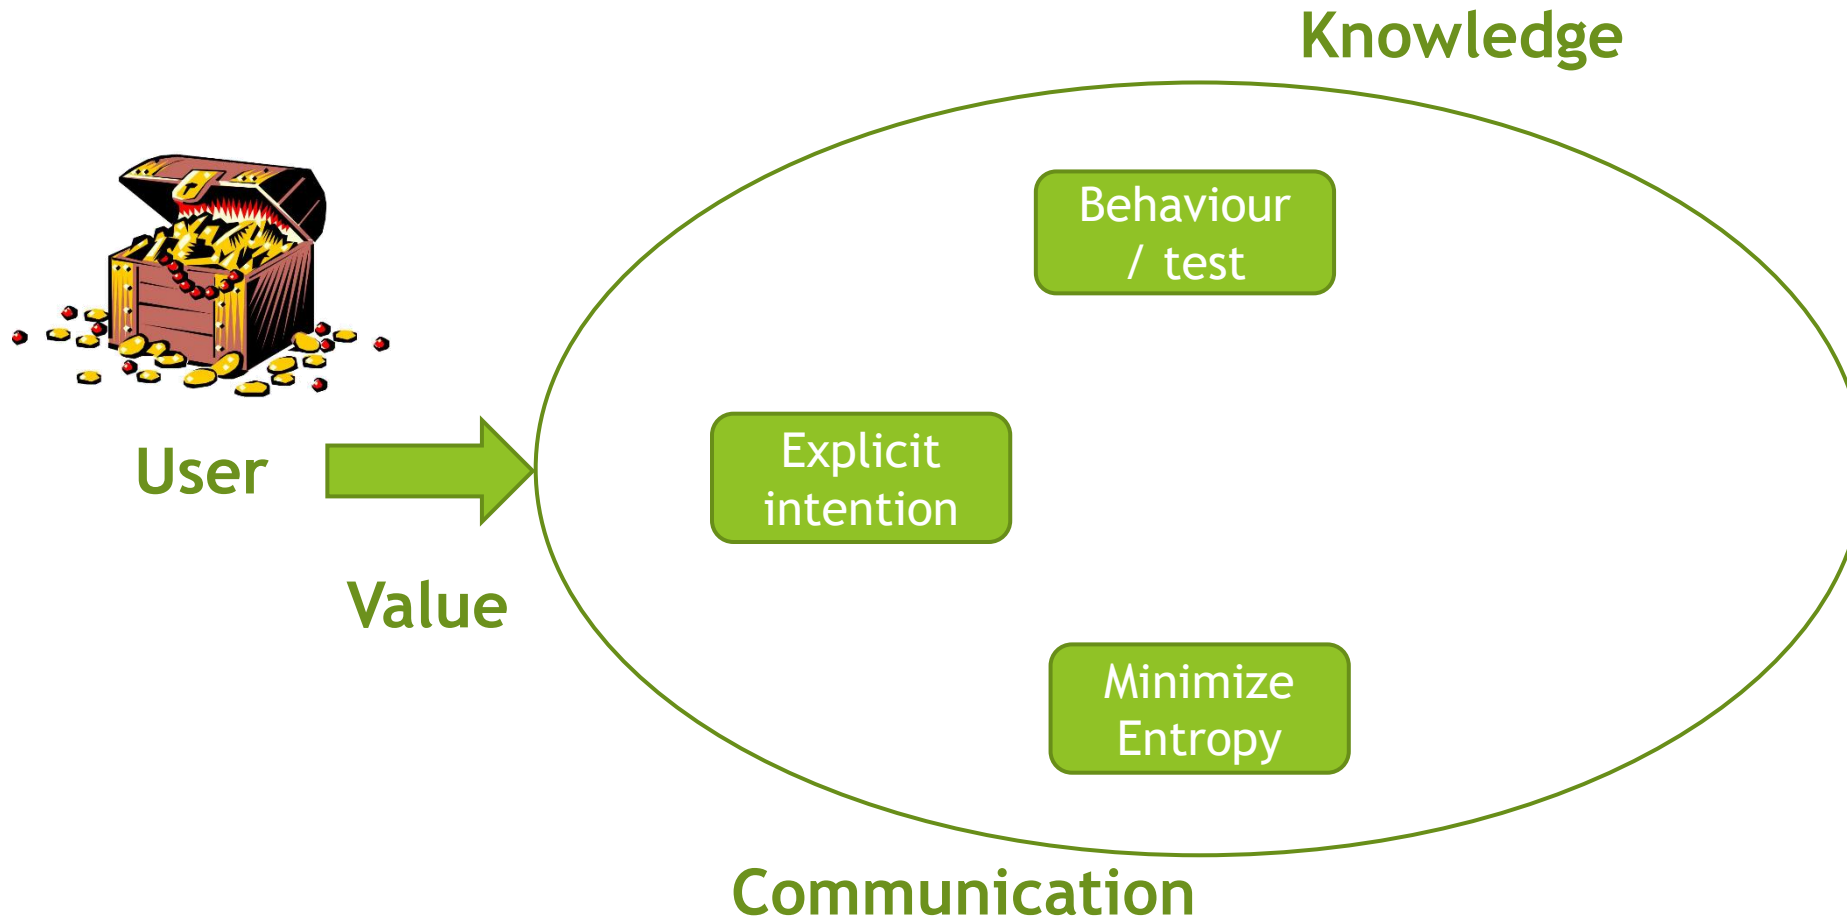 Knowledge
Behaviour
/ test
Explicit
intention
User
Value
Minimize
Entropy
Communication